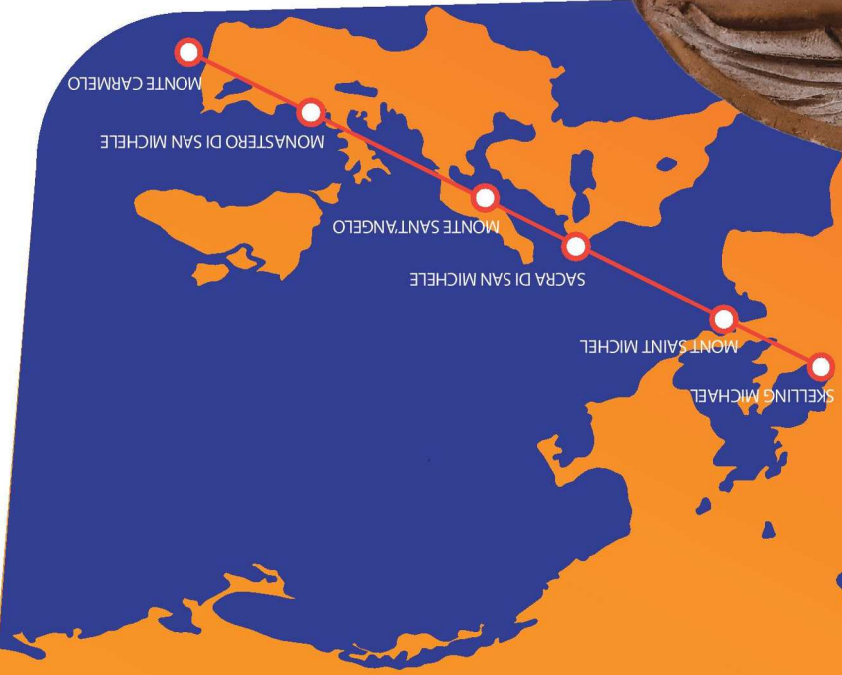 SKELLING MICHAEL
MONT SAINT MICHEL
SACRA DI SAN MICHELE
MONTE SANT'ANGELO
MONASTERO DI SAN MICHELE
MONTE CARMELO